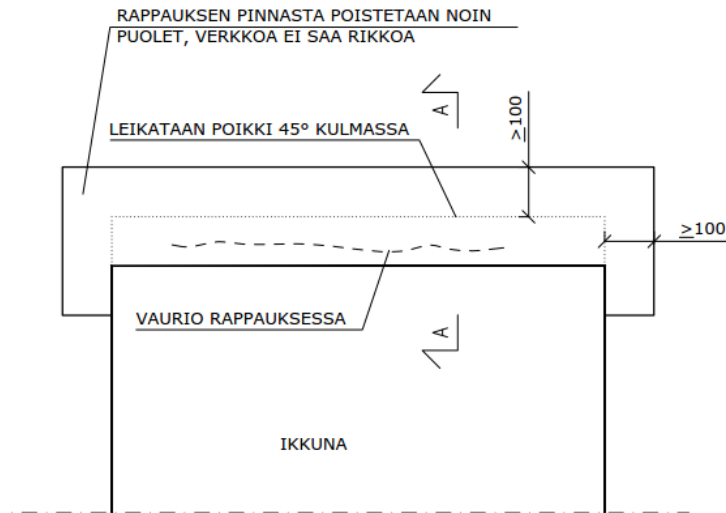 RAPPAUKSEN PINNASTA POISTETAAN NOIN
PUOLET, VERKKOA EI SAA RIKKOA
A
≥100
LEIKATAAN POIKKI 45° KULMASSA
≥100
VAURIO RAPPAUKSESSA
A
IKKUNA